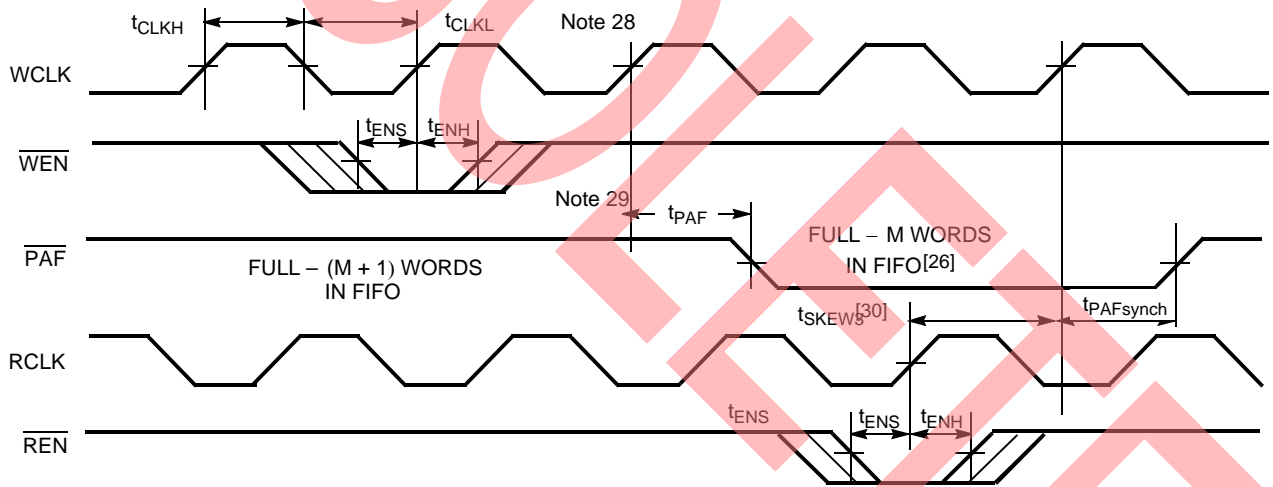 tCLKH
tCLKL
Note 28
WCLK
tENS
tENH
WEN
Note 29
tPAF
PAF
FULL – (M + 1) WORDS
IN FIFO
FULL – M WORDS
IN FIFO[26]
tSKEW3[30]
tPAFsynch
RCLK
tENS
tENS
tENH
REN